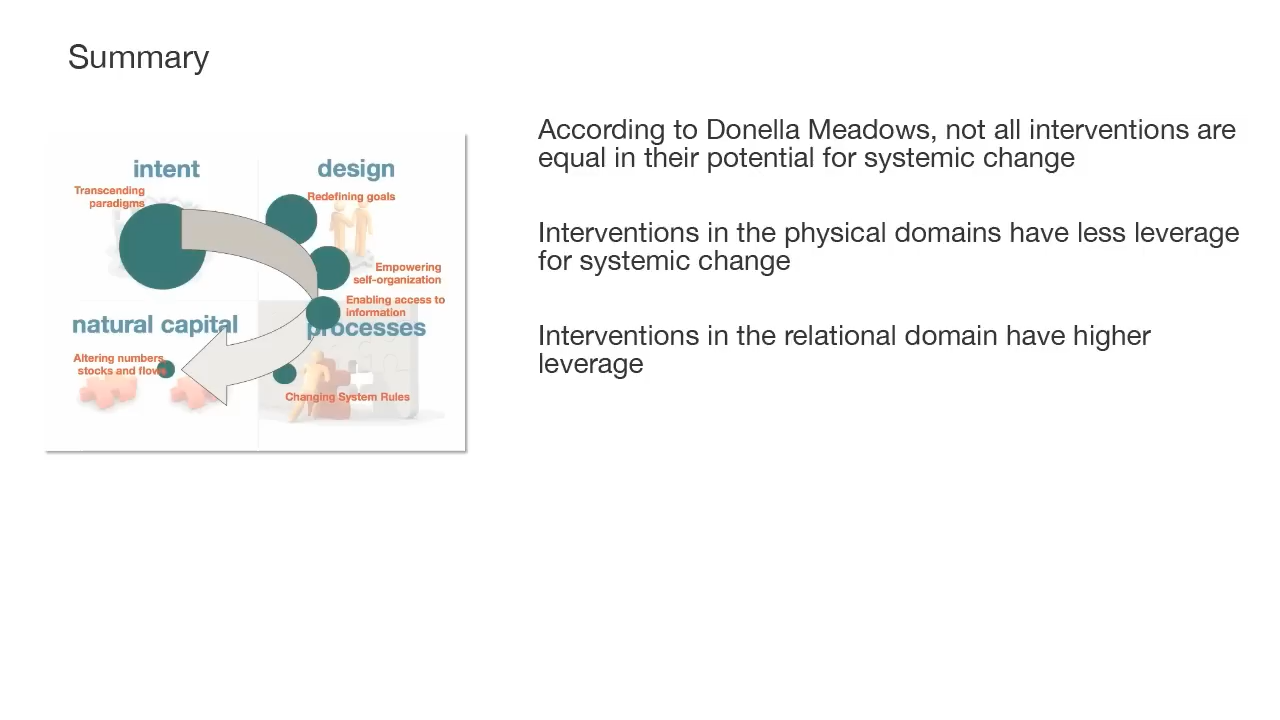 Summary
According to Donella Meadows, not all interventions are
equal in their potential for systemic change
Interventions in the physical domains have less leverage
for systemic change
Interventions in the relational domain have higher
leverage
intent
Transcending
paradigms
design
Redefining goals
Empowering
self-organization
Enabling access to
information
natural capital
Altering numbers,
stocks and flows
processes
Changing System Rules